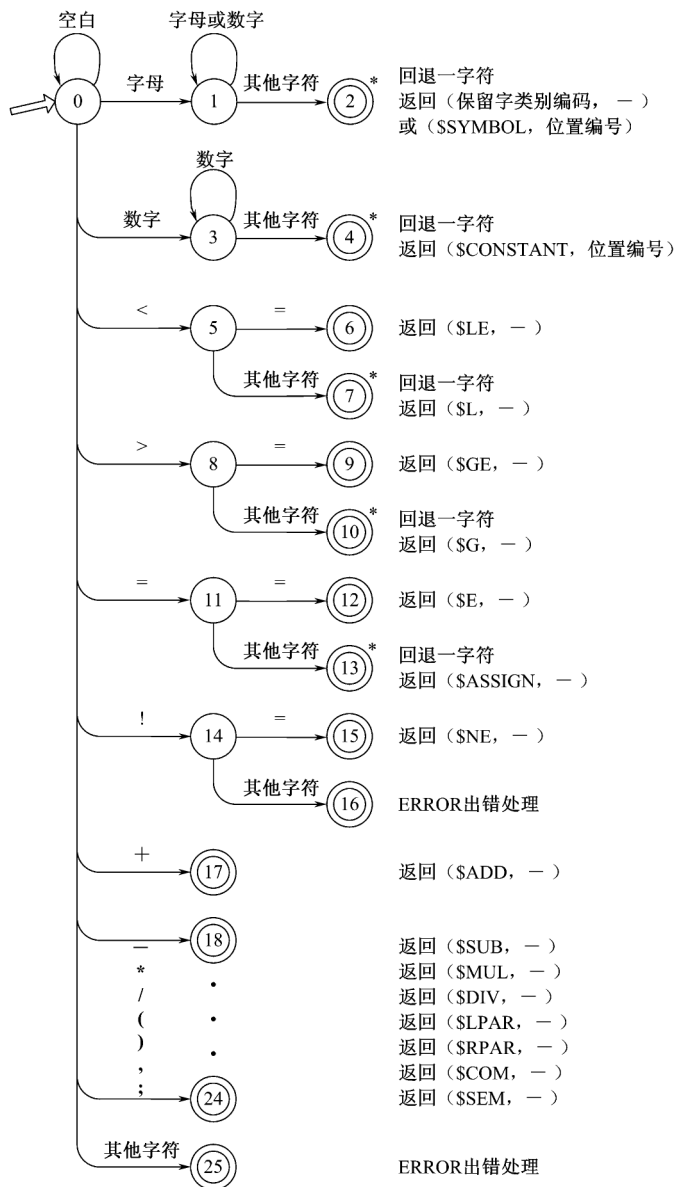 空白
字母或数字
0
字母
1
其他字符
2
*
回退一字符
返回（保留字类别编码，－）
或（$SYMBOL，位置编号）
数字
数字
3
其他字符
4
*
回退一字符
返回（$CONSTANT，位置编号）
<
5
=
6
返回（$LE，－）
其他字符
7
*
回退一字符
返回（$L，－）
>
8
=
9
返回（$GE，－）
其他字符
10
*
回退一字符
返回（$G，－）
=
11
=
12
返回（$E，－）
其他字符
13
*
回退一字符
返回（$ASSIGN，－）
!
14
=
15
返回（$NE，－）
其他字符
16
ERROR出错处理
+
17
返回（$ADD，－）
－
18
返回（$SUB，－）
*
返回（$MUL，－）
/
返回（$DIV，－）
(
返回（$LPAR，－）
)
返回（$RPAR，－）
,
返回（$COM，－）
;
24
返回（$SEM，－）
其他字符
25
ERROR出错处理